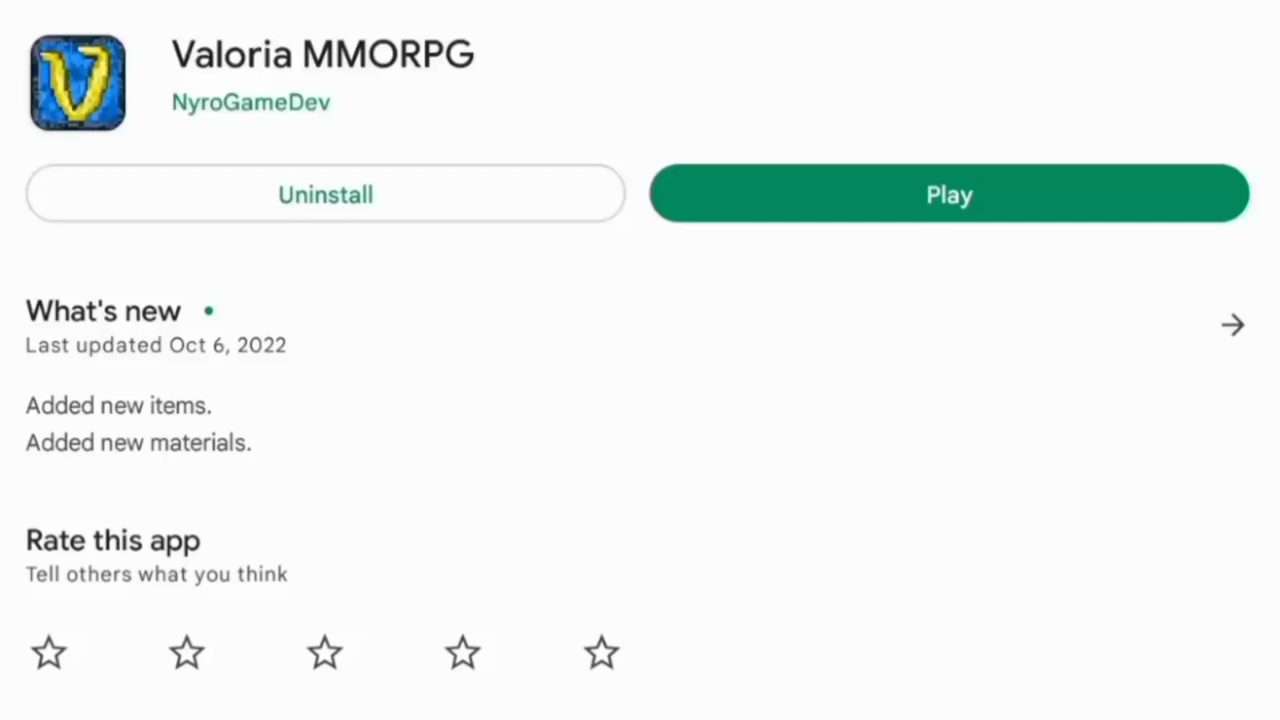 V
Valoria MMORPG
NyroGameDev
Uninstall
Play
What's new
Last updated Oct 6, 2022
Added new items.
Added new materials.
Rate this app
Tell others what you think